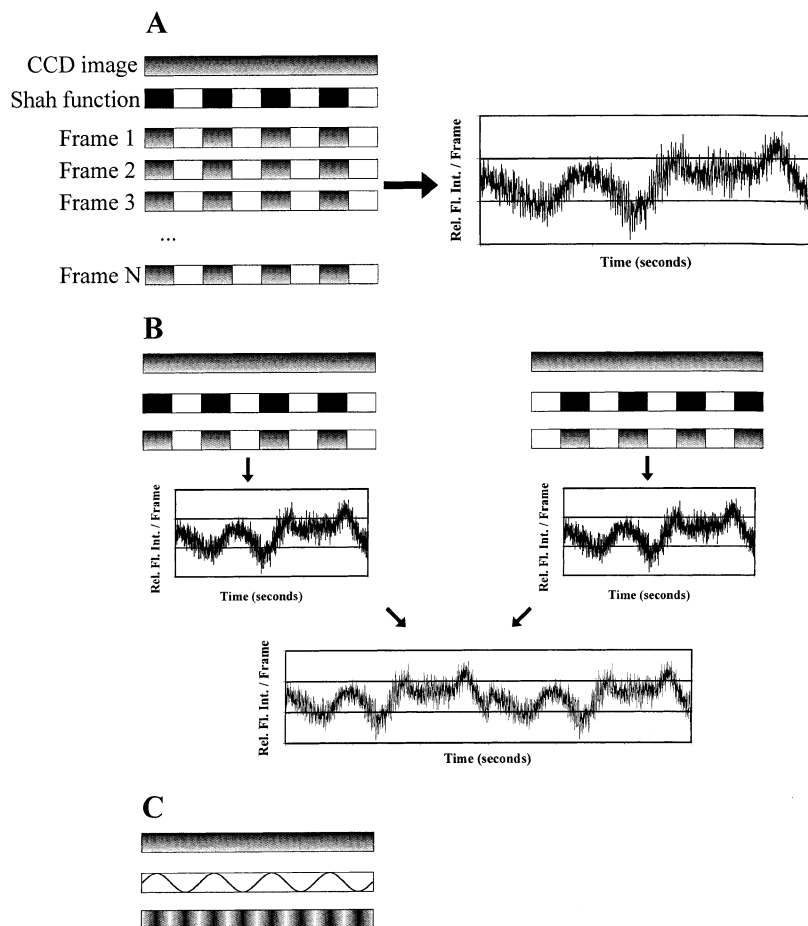 A
CCD image
Shah function
Frame 1
Frame 2
Frame 3
...
Frame N
Rel. Fl. Int. / Frame
Time (seconds)
B
Rel. Fl. Int. / Frame
Time (seconds)
Rel. Fl. Int. / Frame
Time (seconds)
Rel. Fl. Int. / Frame
Time (seconds)
C